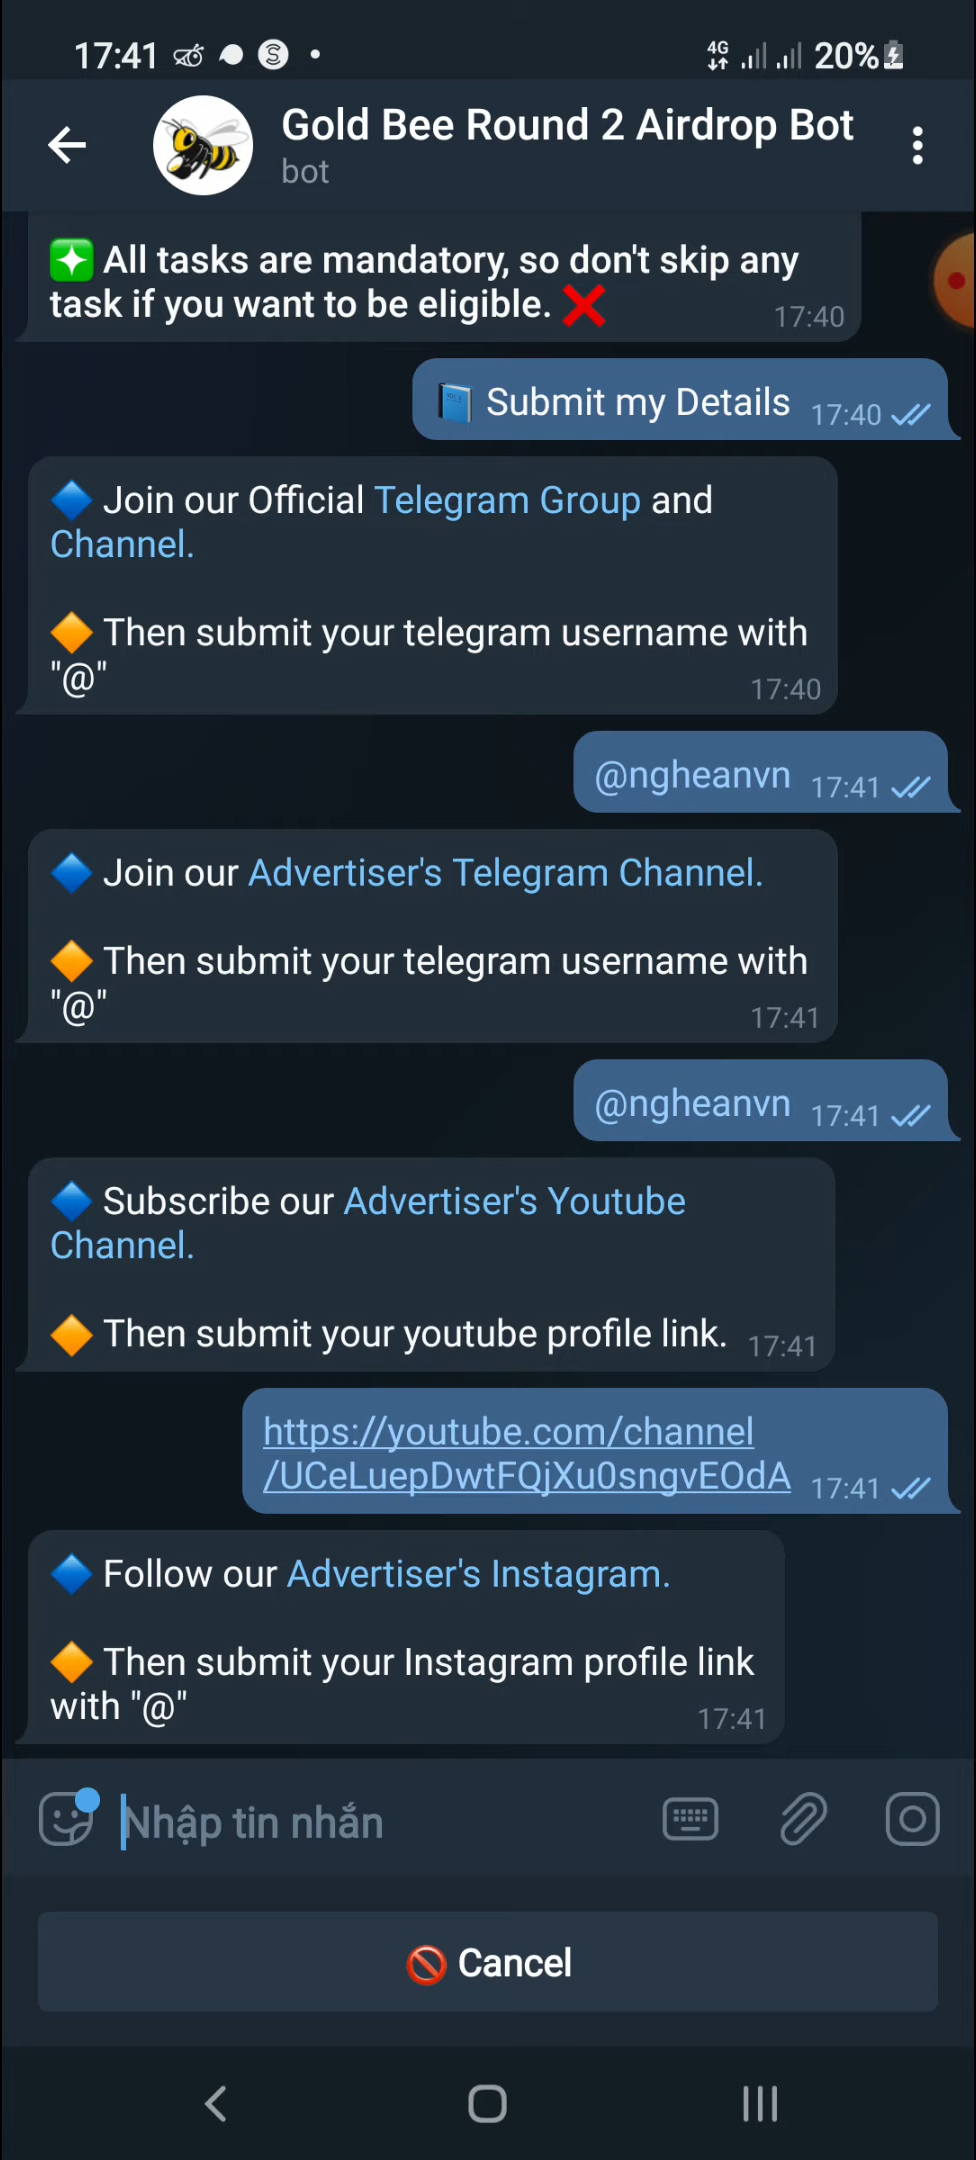 17:41
4G
20%
Gold Bee Round 2 Airdrop Bot
bot
All tasks are mandatory, so don't skip any
task if you want to be eligible.
17:40
Submit my Details 17:40
Join our Official Telegram Group and
Channel.
Then submit your telegram username with
"@"
17:40
@ngheanvn 17:41
Join our Advertiser's Telegram Channel.
Then submit your telegram username with
"@"
17:41
@ngheanvn 17:41
Subscribe our Advertiser's Youtube
Channel.
Then submit your youtube profile link. 17:41
https://youtube.com/channel
/UCeLuepDwtFQjXu0sngvEOdA 17:41
Follow our Advertiser's Instagram.
Then submit your Instagram profile link
with "@"
17:41
Nhập tin nhắn
Cancel